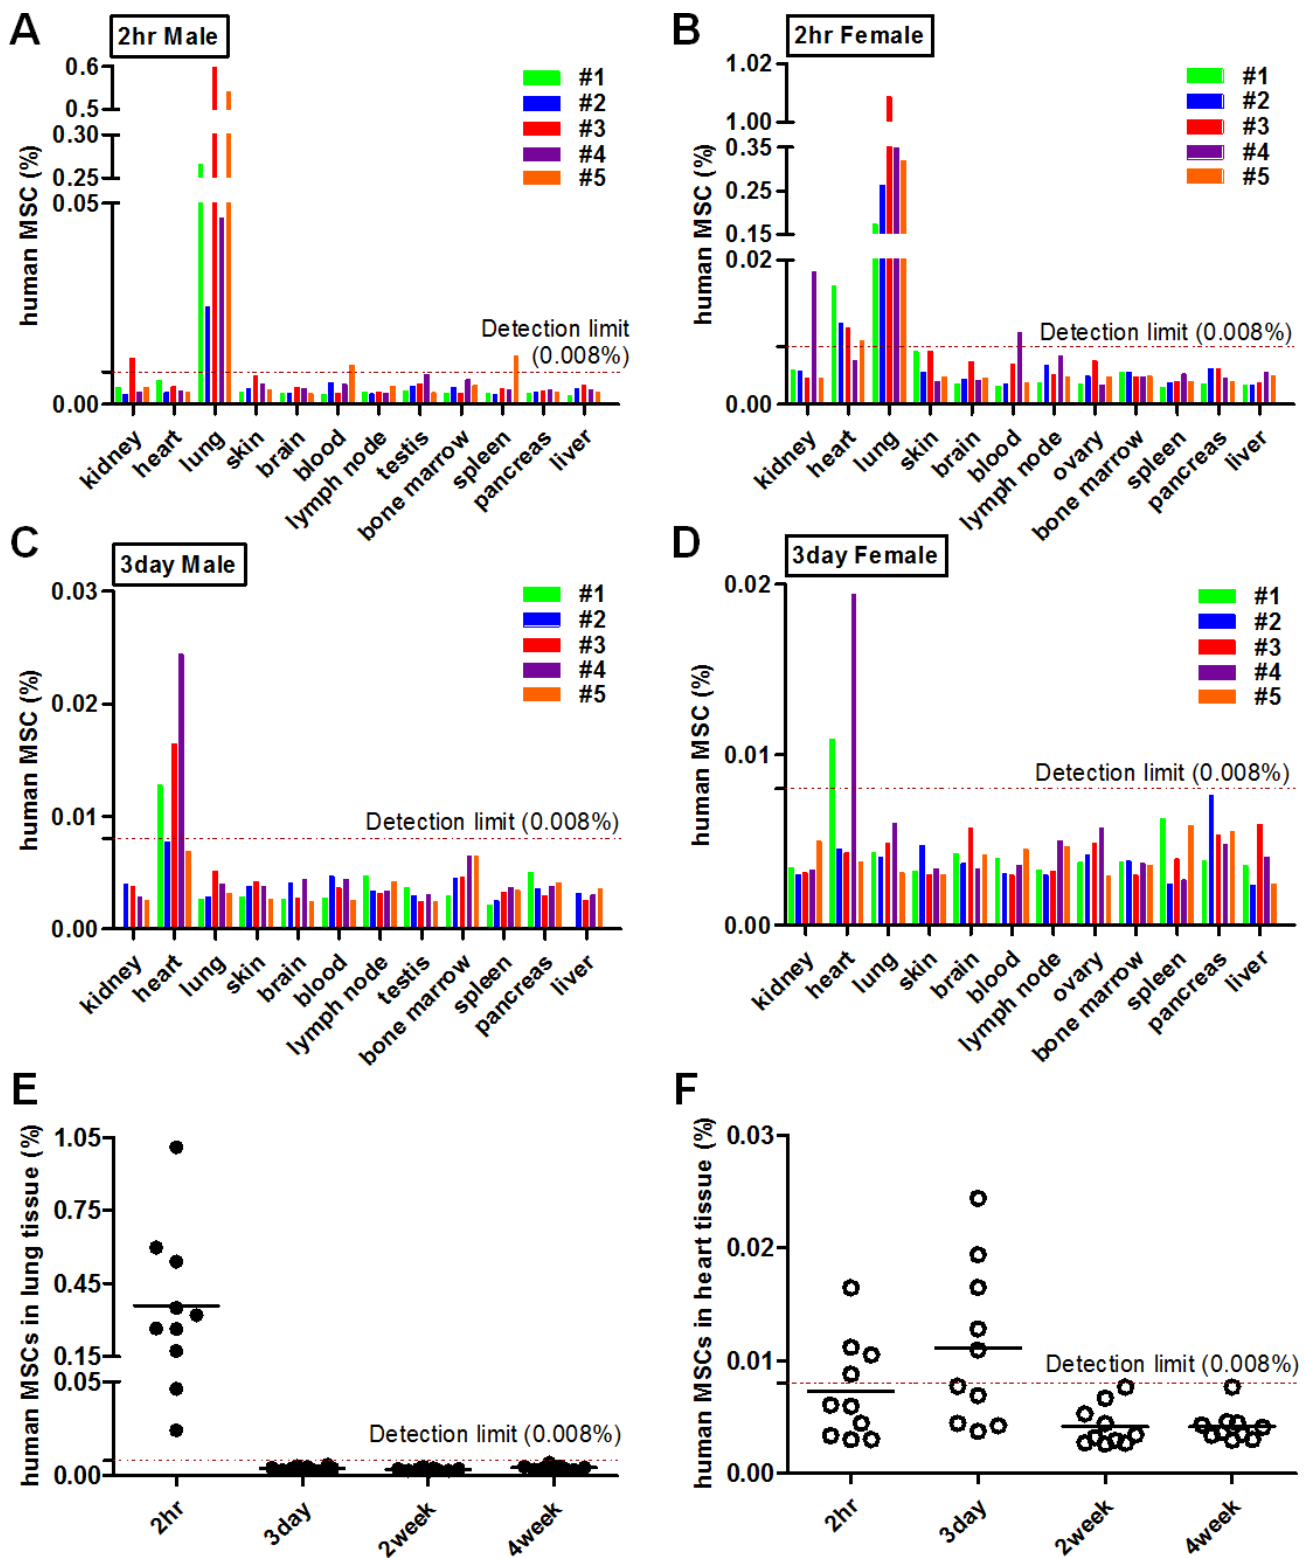 A
2hr Male
human MSC (%)
0.6
0.5
0.30
0.25
0.05
0.00
#1
#2
#3
#4
#5
Detection limit
(0.008%)
kidney
heart
lung
skin
brain
blood
lymph node
testis
bone marrow
spleen
pancreas
liver
B
2hr Female
human MSC (%)
1.02
1.00
0.35
0.25
0.15
0.02
0.00
#1
#2
#3
#4
#5
Detection limit (0.008%)
kidney
heart
lung
skin
brain
blood
lymph node
ovary
bone marrow
spleen
pancreas
liver
C
3day Male
human MSC (%)
0.03
0.02
0.01
0.00
#1
#2
#3
#4
#5
Detection limit (0.008%)
kidney
heart
lung
skin
brain
blood
lymph node
testis
bone marrow
spleen
pancreas
liver
D
3day Female
human MSC (%)
0.02
0.01
0.00
#1
#2
#3
#4
#5
Detection limit (0.008%)
kidney
heart
lung
skin
brain
blood
lymph node
ovary
bone marrow
spleen
pancreas
liver
E
human MSCs in lung tissue (%)
1.05
0.75
0.45
0.15
0.05
0.00
Detection limit (0.008%)
2hr
3day
2week
4week
F
human MSCs in heart tissue (%)
0.03
0.02
0.01
0.00
Detection limit (0.008%)
2hr
3day
2week
4week